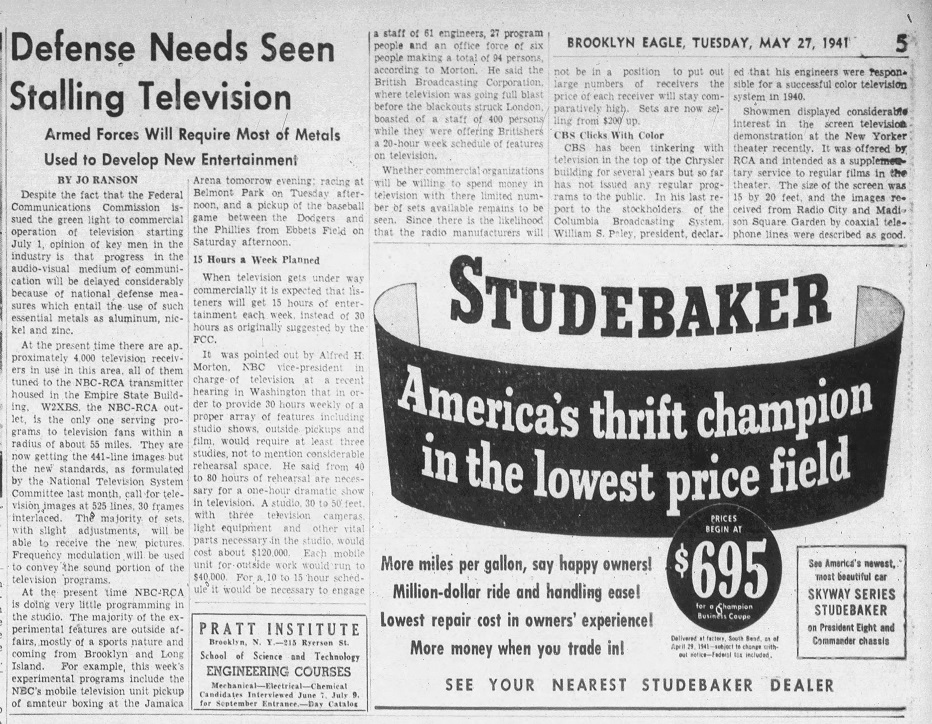 Defense Needs Seen
Stalling Television
Armed Forces Will Require Most of Metals
Used to Develop New Entertainment
BY JO RANSON
Despite the fact that the Federal
Communications Commission is-
sued the green light to commercial
operation of television starting
July 1, opinion of key men in the
industry is that progress in the
audio-visual medium of communi-
cation will be delayed considerably
because of national defense mea-
sures which entail the use of such
essential metals as aluminum, nic-
kel and zinc.
At the present time there are ap-
proximately 4,000 television receiv-
ers in use in this area, all of them
tuned to the NBC-RCA transmitter
housed in the Empire State Build-
ing. W2XBS, the NBC-RCA out-
let, is the only one serving pro-
grams to television fans within a
radius of about 55 miles. They are
now getting the 441-line images but
the new standards, as formulated
by the National Television System
Committee last month, call for tele-
vision images at 525 lines, 30 frames
interlaced. The majority of sets,
with slight adjustments, will be
able to receive the new pictures.
Frequency modulation will be used
to convey the sound portion of the
television programs.
At the present time NBC-RCA
is doing very little programming in
the studio. The majority of the ex-
perimental features are outside af-
fairs, mostly of a sports nature and
coming from Brooklyn and Long
Island. For example, this week's
experimental programs include the
NBC's mobile television unit pickup
of amateur boxing at the Jamaica
Arena tomorrow evening; racing at
Belmont Park on Tuesday after-
noon, and a pickup of the baseball
game between the Dodgers and
the Phillies from Ebbets Field on
Saturday afternoon.
15 Hours a Week Planned
When television gets under way
commercially it is expected that lis-
teners will get 15 hours of enter-
tainment each week, instead of 30
hours as originally suggested by the
FCC.
It was pointed out by Alfred H.
Morton, NBC vice-president in
charge of television at a recent
hearing in Washington that in or-
der to provide 30 hours weekly of a
proper array of features including
studio shows, outside pickups and
film, would require at least three
studios, not to mention considerable
rehearsal space. He said from 40
to 80 hours of rehearsal are neces-
sary for a one-hour dramatic show
in television. A studio, 30 to 50 feet,
with three television cameras,
light equipment and other vital
parts necessary in the studio, would
cost about $120,000. Each mobile
unit for outside work would run to
$40,000. For a 10 to 15 hour sched-
ule it would be necessary to engage
PRATT INSTITUTE
Brooklyn, N. Y.—215 Ryerson St.
School of Science and Technology
ENGINEERING COURSES
Mechanical—Electrical—Chemical
Candidates Interviewed June 7, July 9.
for September Entrance.—Day Catalog
a staff of 61 engineers, 27 program
people and an office force of six
people making a total of 94 persons,
according to Morton. He said the
British Broadcasting Corporation,
where television was going full blast
before the blackouts struck London,
boasted of a staff of 400 persons
while they were offering Britishers
a 20-hour week schedule of features
on television.
Whether commercial organizations
will be willing to spend money in
television with there limited num-
ber of sets available remains to be
seen. Since there is the likelihood
that the radio manufacturers will
BROOKLYN EAGLE, TUESDAY, MAY 27, 1941 5
not be in a position to put out
large numbers of receivers the
price of each receiver will stay com-
paratively high. Sets are now sel-
ling from $200 up.
CBS Clicks With Color
CBS has been tinkering with
television in the top of the Chrysler
building for several years but so far
has not issued any regular prog-
rams to the public. In his last re-
port to the stockholders of the
Columbia Broadcasting System,
William S. Paley, president, declar-
ed that his engineers were respon-
sible for a successful color television
system in 1940.
Showmen displayed considerable
interest in the screen television
demonstration at the New Yorker
theater recently. It was offered by
RCA and intended as a supplemen-
tary service to regular films in the
theater. The size of the screen was
15 by 20 feet, and the images re-
ceived from Radio City and Madi-
son Square Garden by coaxial tele-
phone lines were described as good.
STUDEBAKER
America's thrift champion
in the lowest price field
PRICES
BEGIN AT
$695
for a Champion
Business Coupe
Delivered at factory, South Bend, as of
April 29, 1941—subject to change with-
out notice—Federal tax included.
More miles per gallon, say happy owners!
Million-dollar ride and handling ease!
Lowest repair cost in owners' experience!
More money when you trade in!
See America's newest,
most beautiful car
SKYWAY SERIES
STUDEBAKER
on President Eight and
Commander chassis
SEE YOUR NEAREST STUDEBAKER DEALER